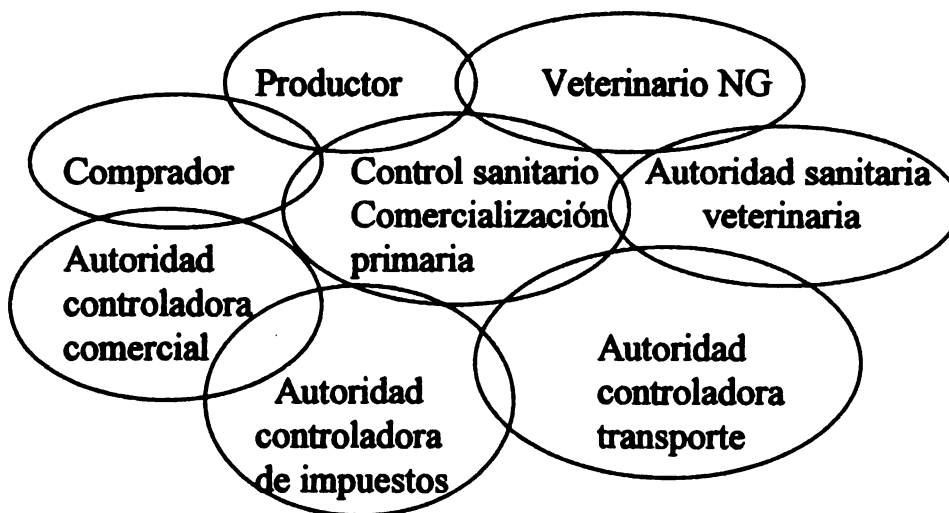 Productor
Veterinario NG
Comprador
Control sanitario
Comercialización
primaria
Autoridad sanitaria
veterinaria
Autoridad
controladora
comercial
Autoridad
controladora
de impuestos
Autoridad
controladora
transporte